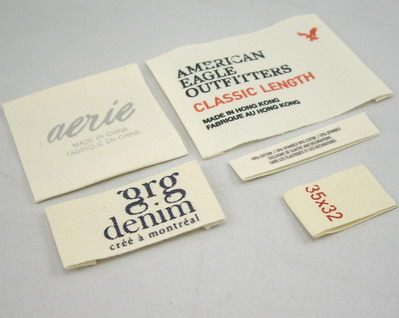 aerie
MADE IN CHINA
FABRIQUÉ EN CHINE
AMERICAN
EAGLE
OUTFITTERS
CLASSIC LENGTH
MADE IN HONG KONG
FABRIQUE AU HONG KONG
grg
denim
créé à montréal
35x32